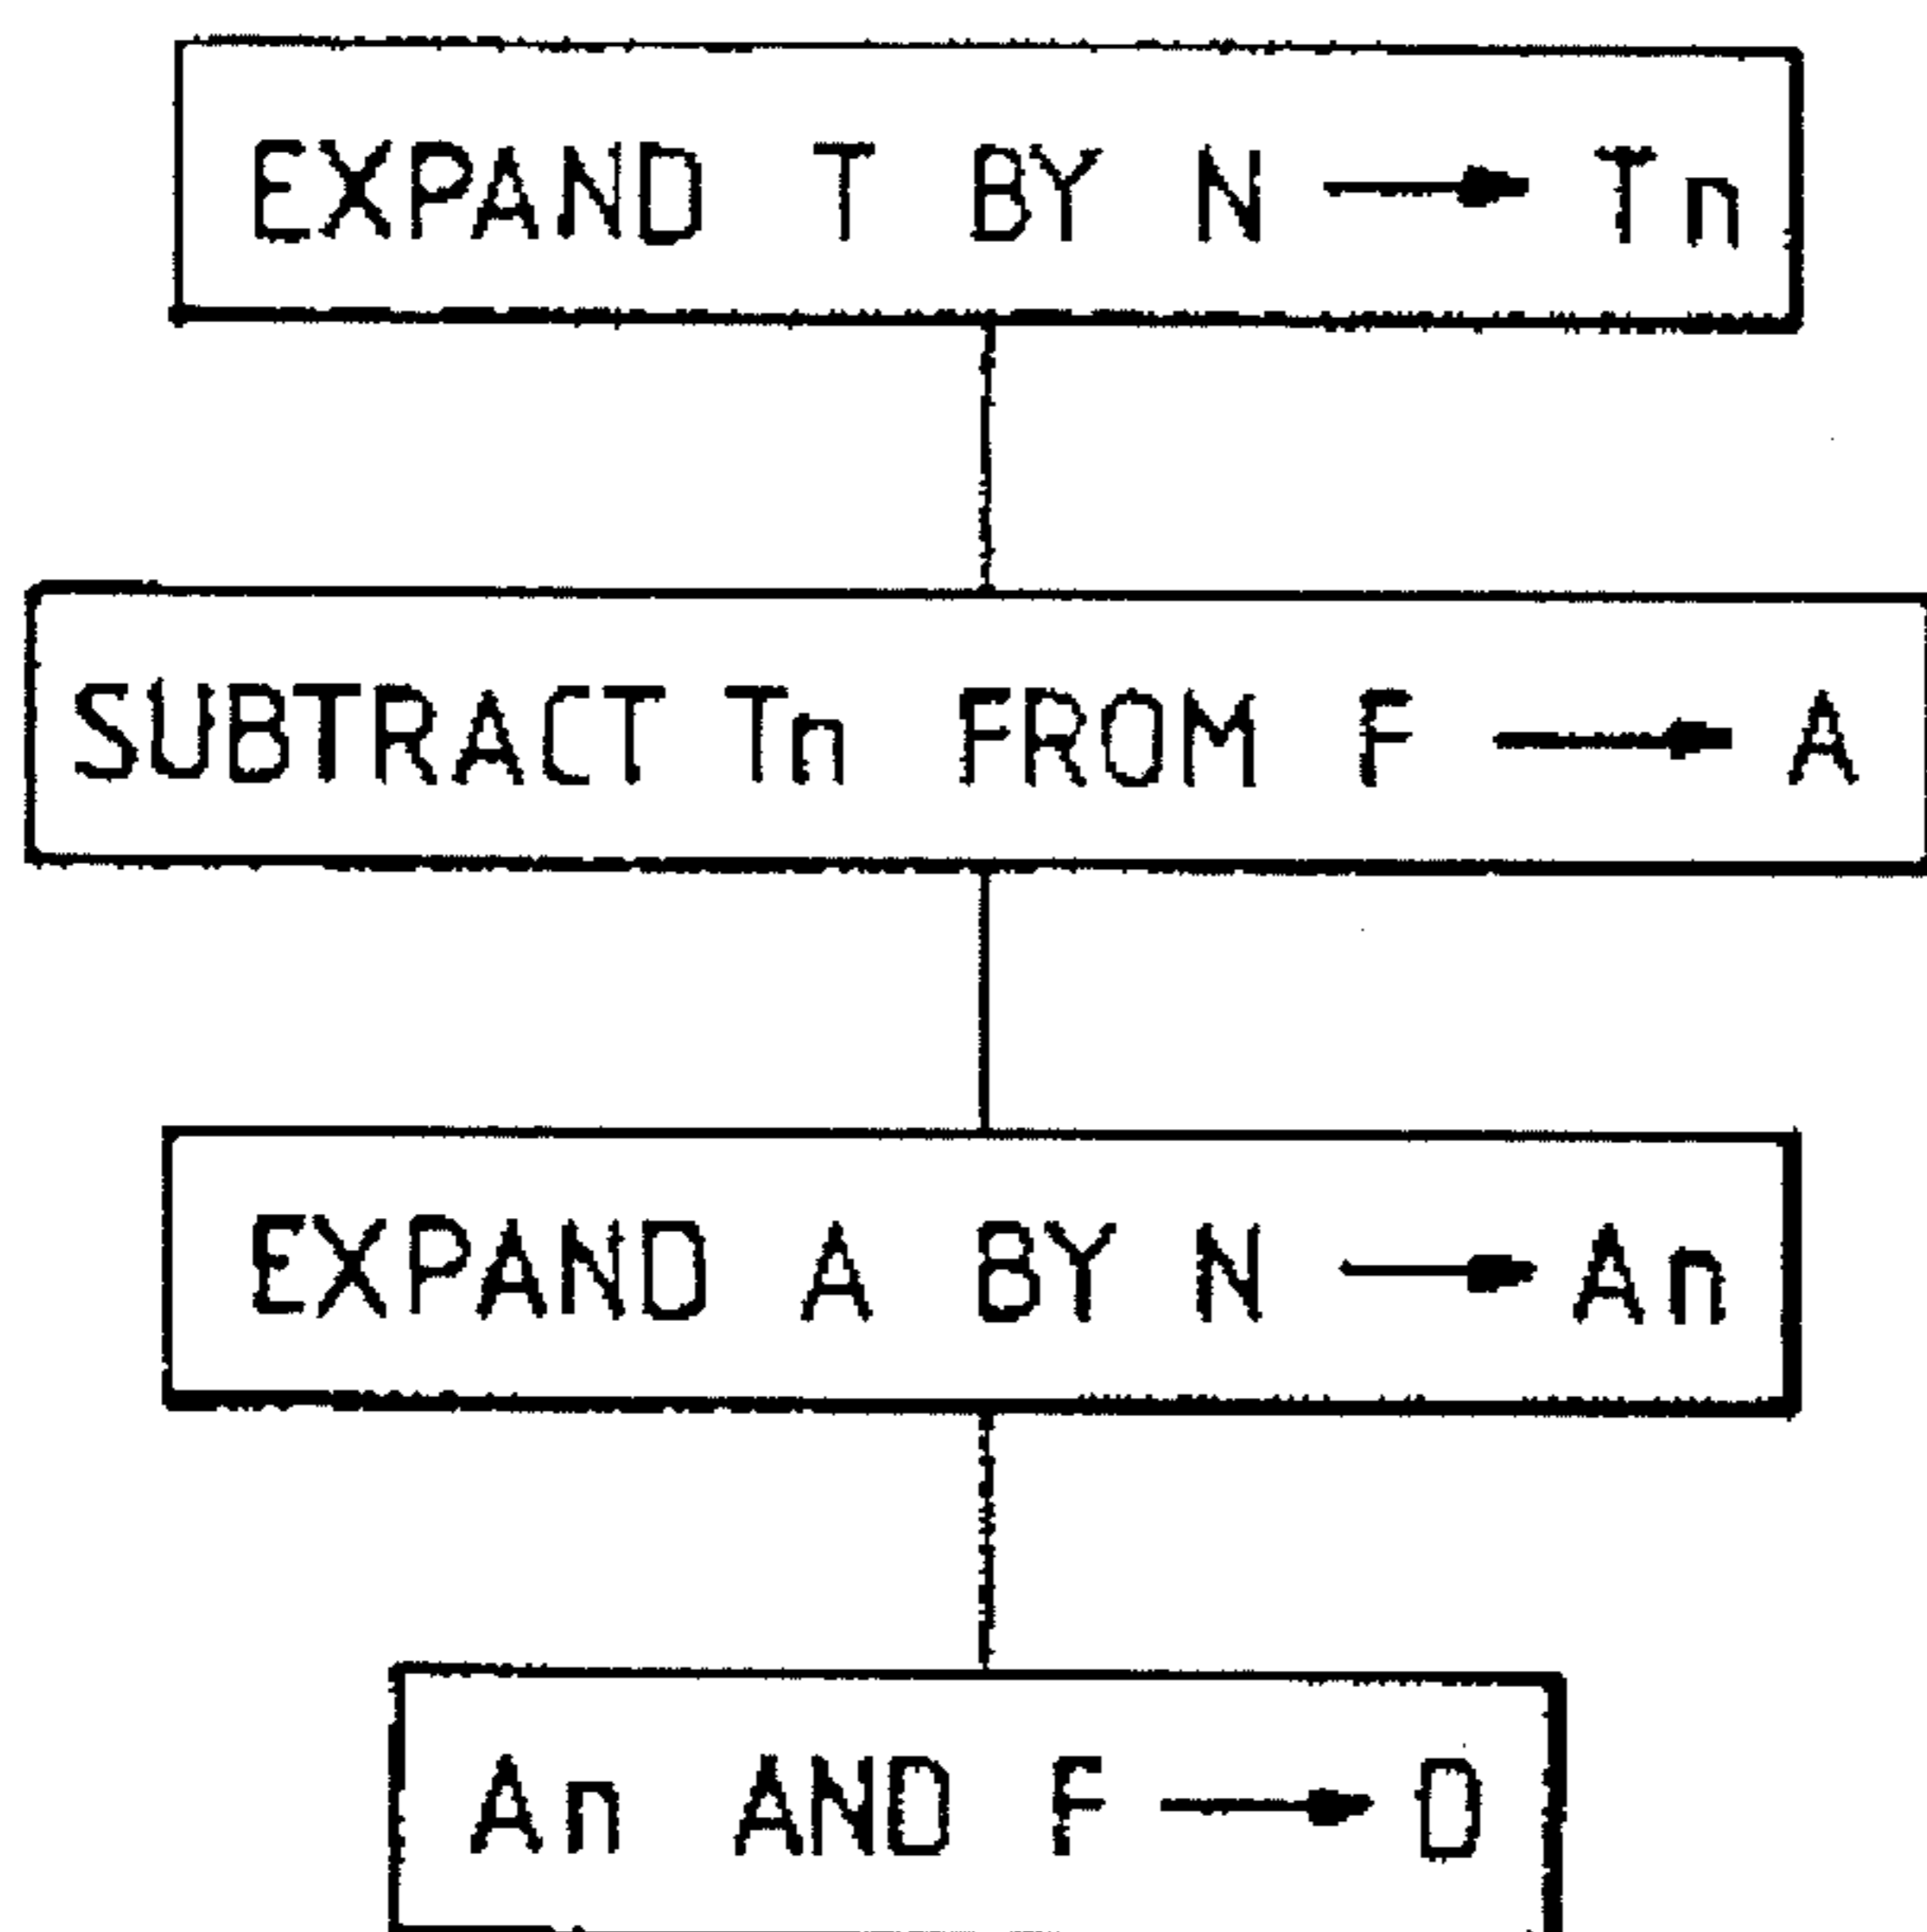 EXPAND T BY N → Tn
SUBTRACT Tn FROM F → A
EXPAND A BY N → An
An AND F → O